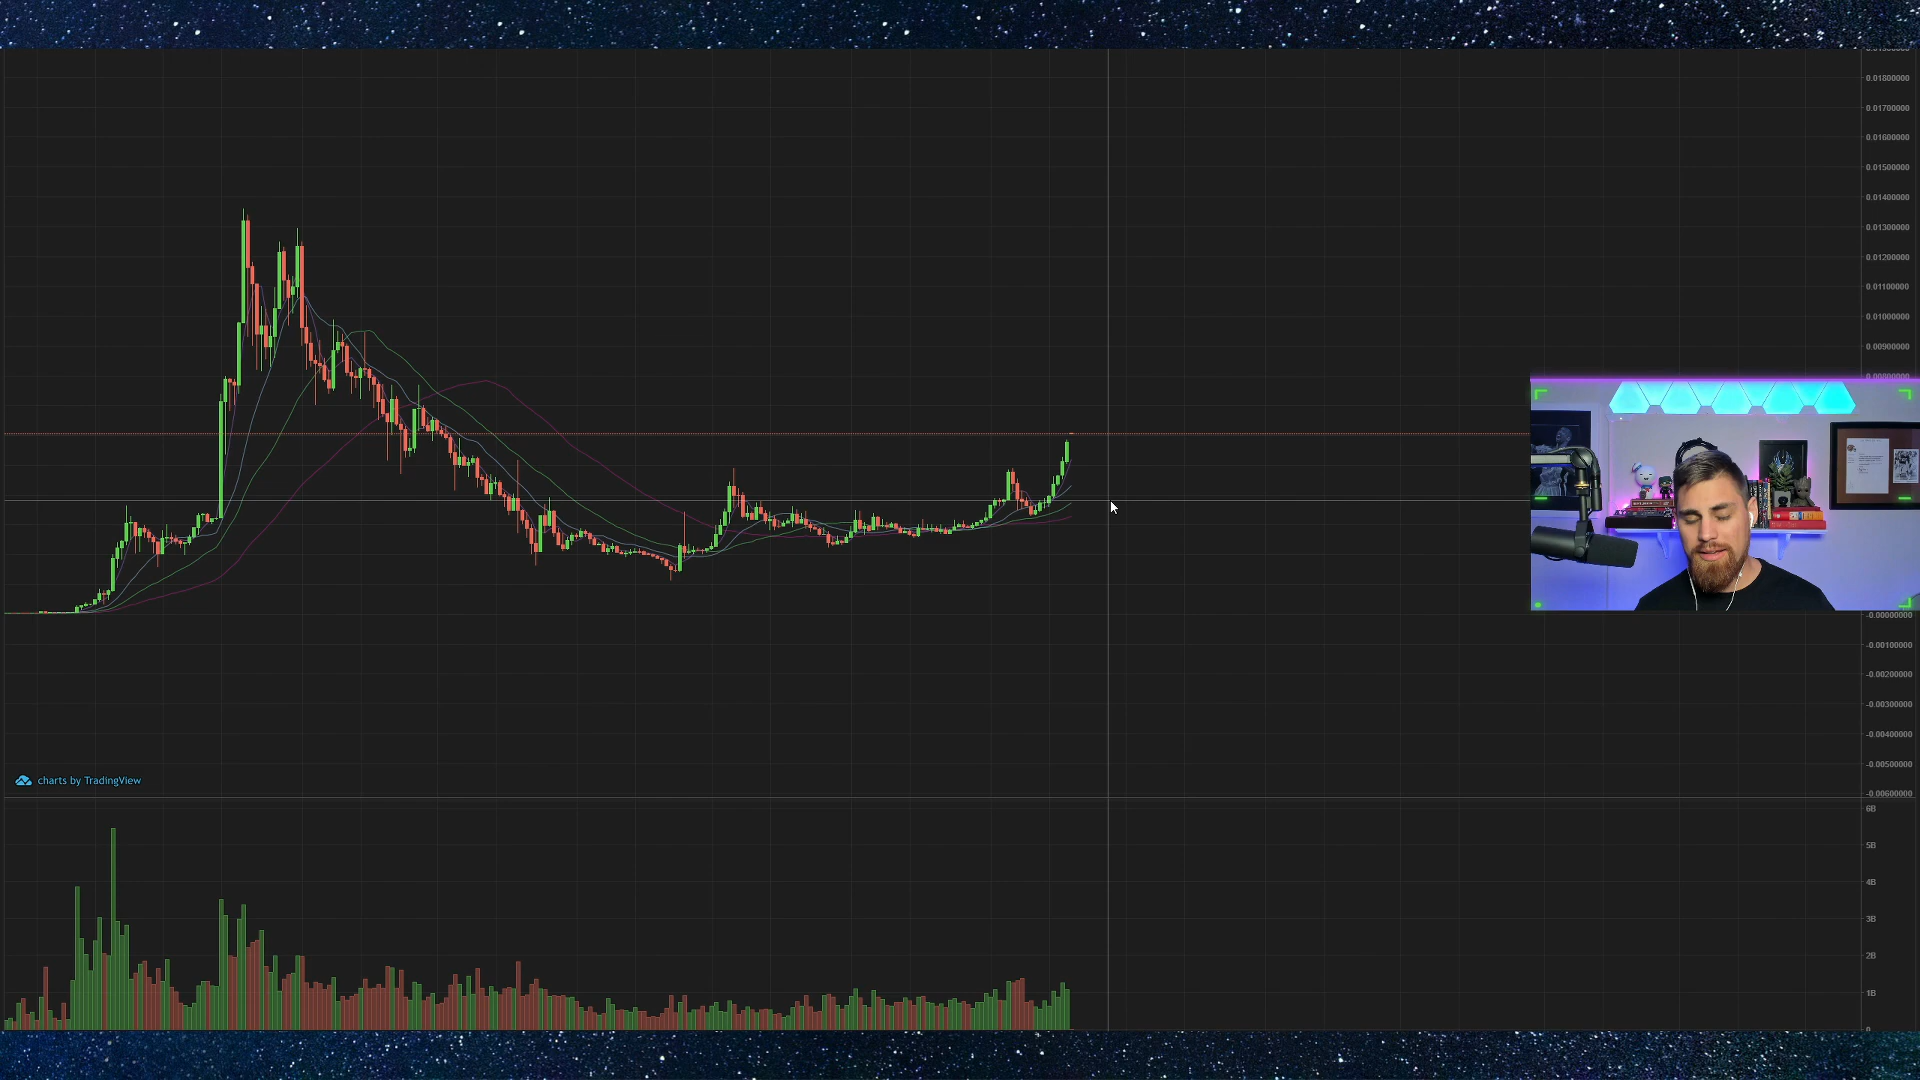 0.01800000
0.01700000
0.01600000
0.01500000
0.01400000
0.01300000
0.01200000
0.01100000
0.01000000
0.00900000
-0.00000000
-0.00100000
-0.00200000
-0.00300000
-0.00400000
-0.00500000
-0.00600000
charts by TradingView
6B
5B
4B
3B
2B
1B
0